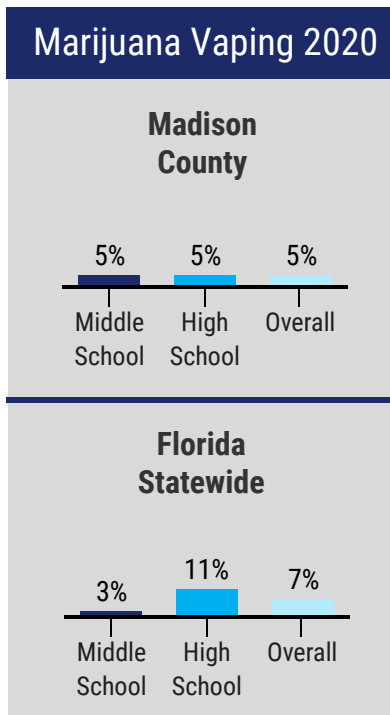 Marijuana Vaping 2020
Madison
County
5% 5% 5%
Middle High Overall
School School
Florida
Statewide
3% 11% 7%
Middle High Overall
School School